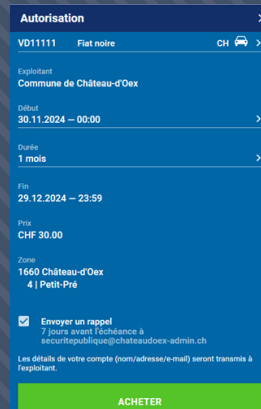 Autorisation
VD11111 Fiat noire CH
Exploitant
Commune de Château-d'Oex
Début
30.11.2024 — 00:00
Durée
1 mois
Fin
29.12.2024 — 23:59
Prix
CHF 30.00
Zone
1660 Château-d'Oex
4 | Petit-Pré
Envoyer un rappel
7 jours avant l'échéance à
securitepublique@chateaudoex-admin.ch
Les détails de votre compte (nom/adresse/e-mail) seront transmis à
l'exploitant.
ACHETER